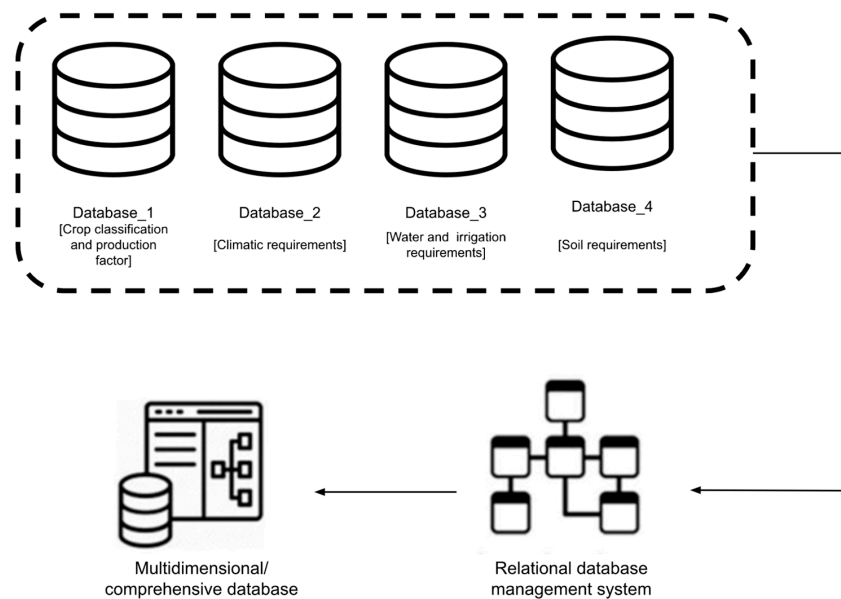 Database_1
[Crop classification
and production
factor]
Database_2
[Climatic requirements]
Database_3
[Water and irrigation
requirements]
Database_4
[Soil requirements]
Multidimensional/
comprehensive database
Relational database
management system